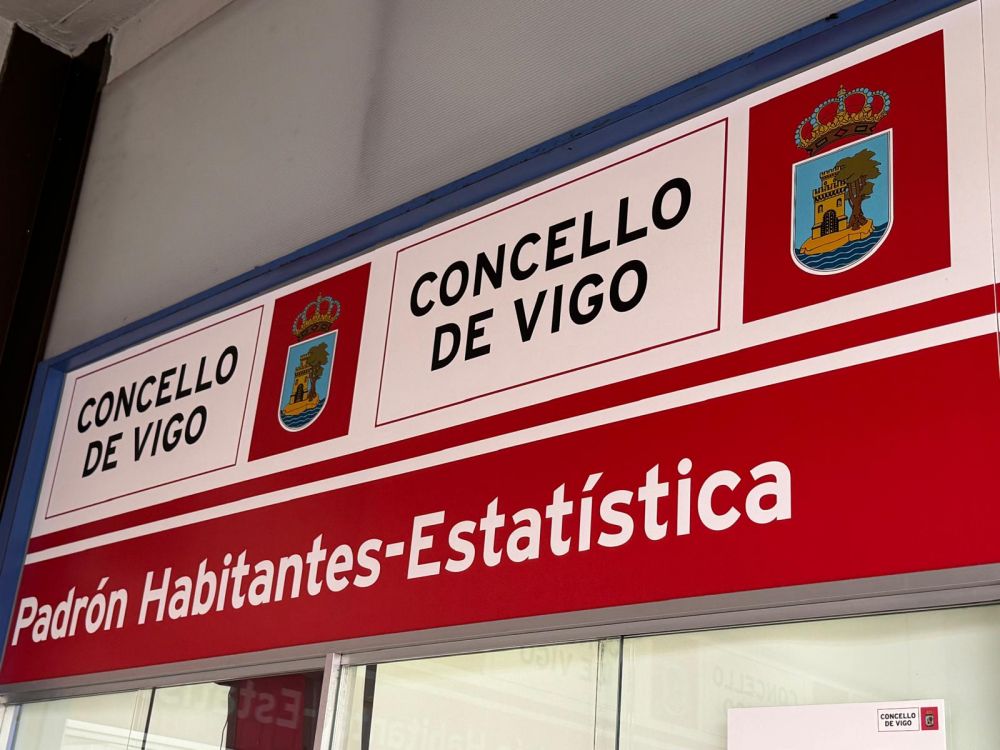 CONCELLO
DE VIGO
CONCELLO
DE VIGO
Padrón Habitantes-Estatística
CONCELLO
DE VIGO